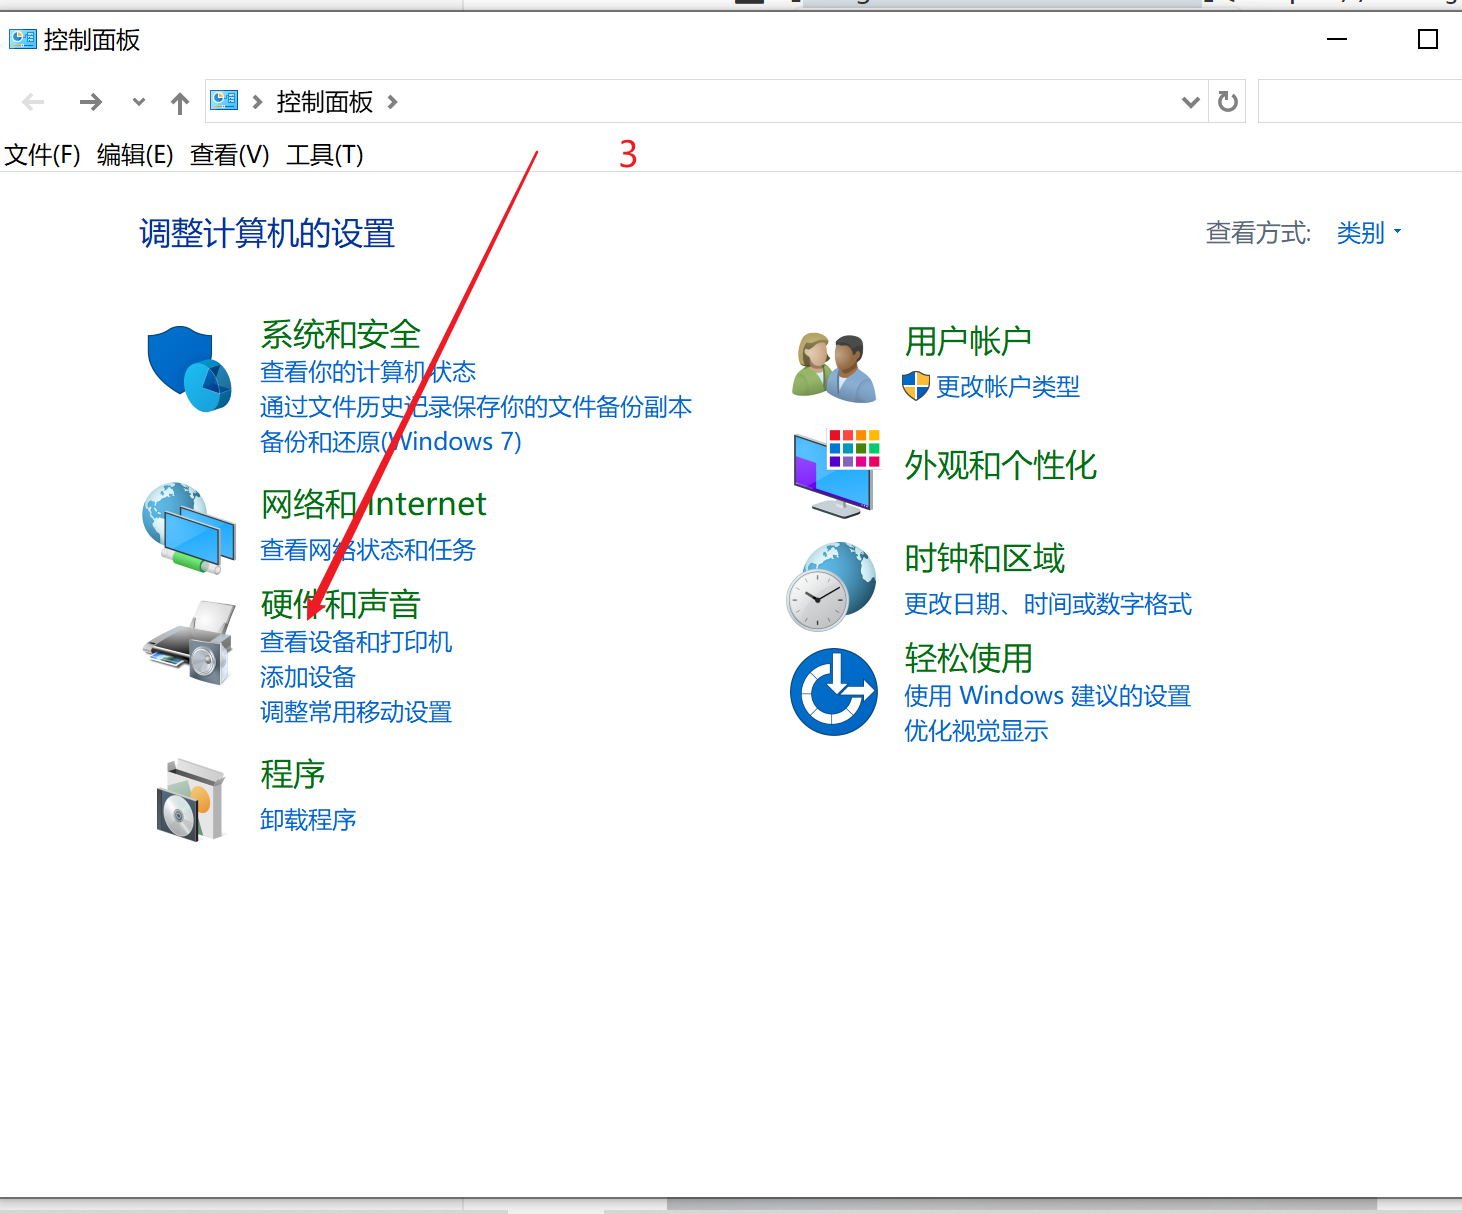 控制面板
控制面板
文件(F) 编辑(E) 查看(V) 工具(T)
3
调整计算机的设置
查看方式: 类别
系统和安全
查看你的计算机状态
通过文件历史记录保存你的文件备份副本
备份和还原(Windows 7)
网络和 Internet
查看网络状态和任务
硬件和声音
查看设备和打印机
添加设备
调整常用移动设置
程序
卸载程序
用户帐户
更改帐户类型
外观和个性化
时钟和区域
更改日期、时间或数字格式
轻松使用
使用 Windows 建议的设置
优化视觉显示